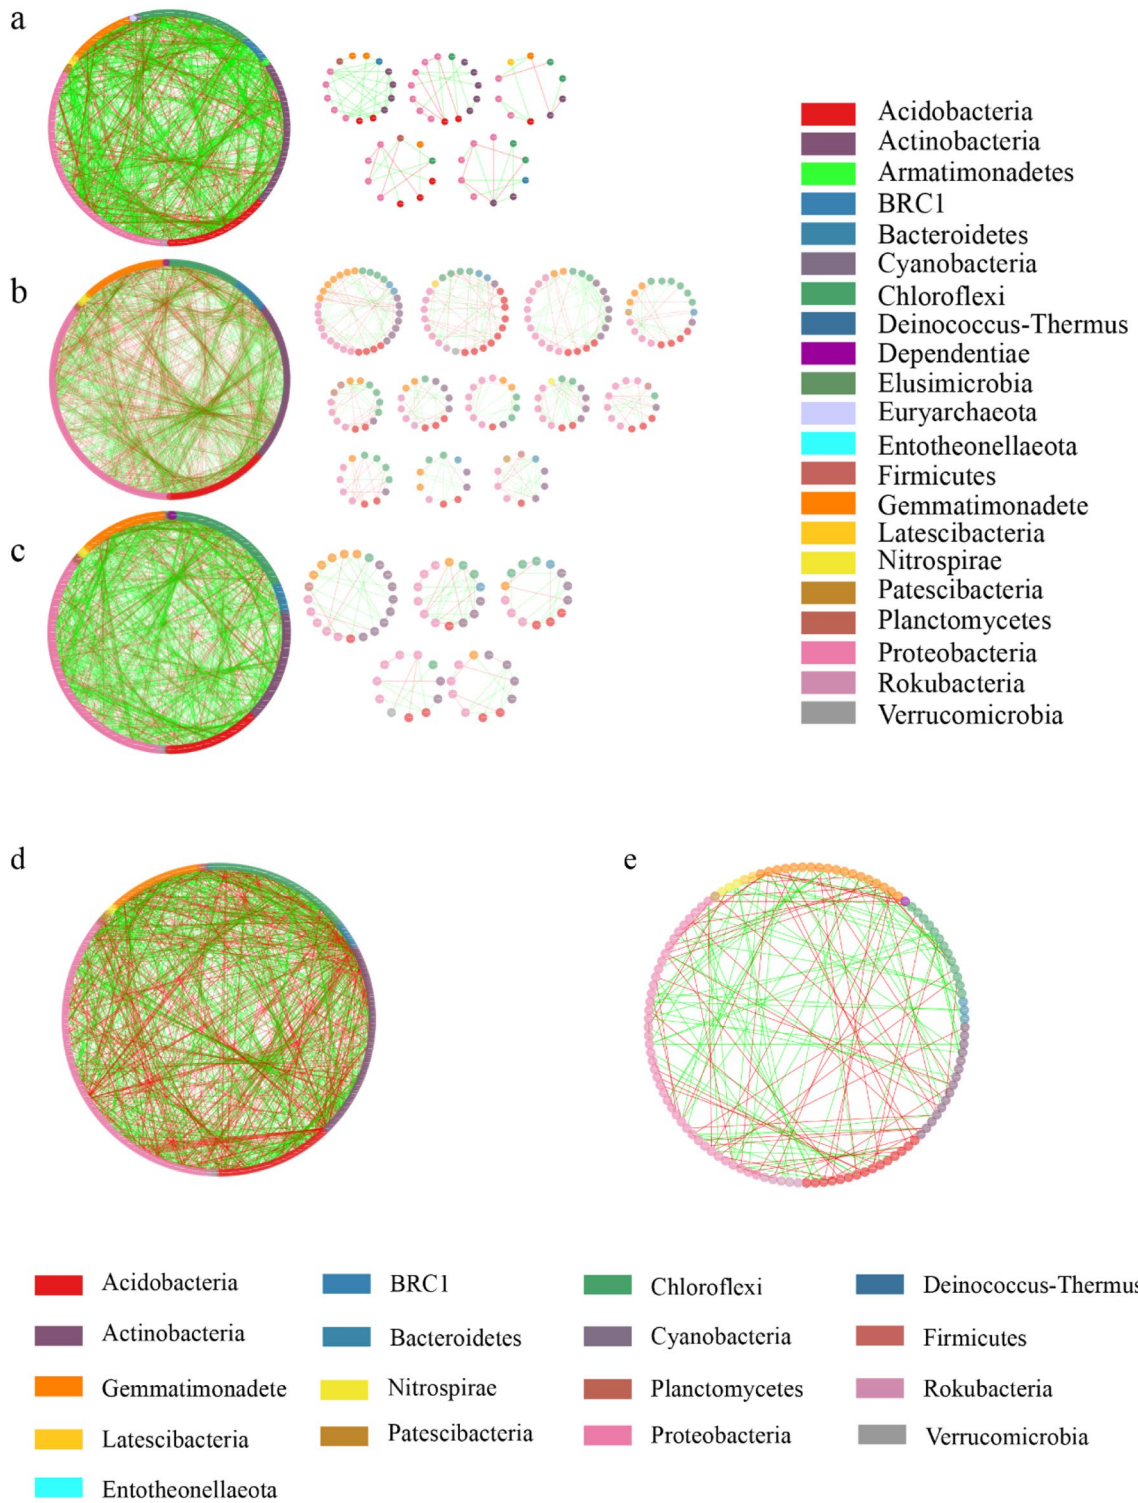 a
b
c
Acidobacteria
Actinobacteria
Armatimonadetes
BRC1
Bacteroidetes
Cyanobacteria
Chloroflexi
Deinococcus-Thermus
Dependentiae
Elusimicrobia
Euryarchaeota
Entotheonellaeota
Firmicutes
Gemmatimonadete
Latescibacteria
Nitrospirae
Patescibacteria
Planctomycetes
Proteobacteria
Rokubacteria
Verrucomicrobia
d e
Acidobacteria BRC1 Chloroflexi Deinococcus-Thermus
Actinobacteria Bacteroidetes Cyanobacteria Firmicutes
Gemmatimonadete Nitrospirae Planctomycetes Rokubacteria
Latescibacteria Patescibacteria Proteobacteria Verrucomicrobia
Entotheonellaeota